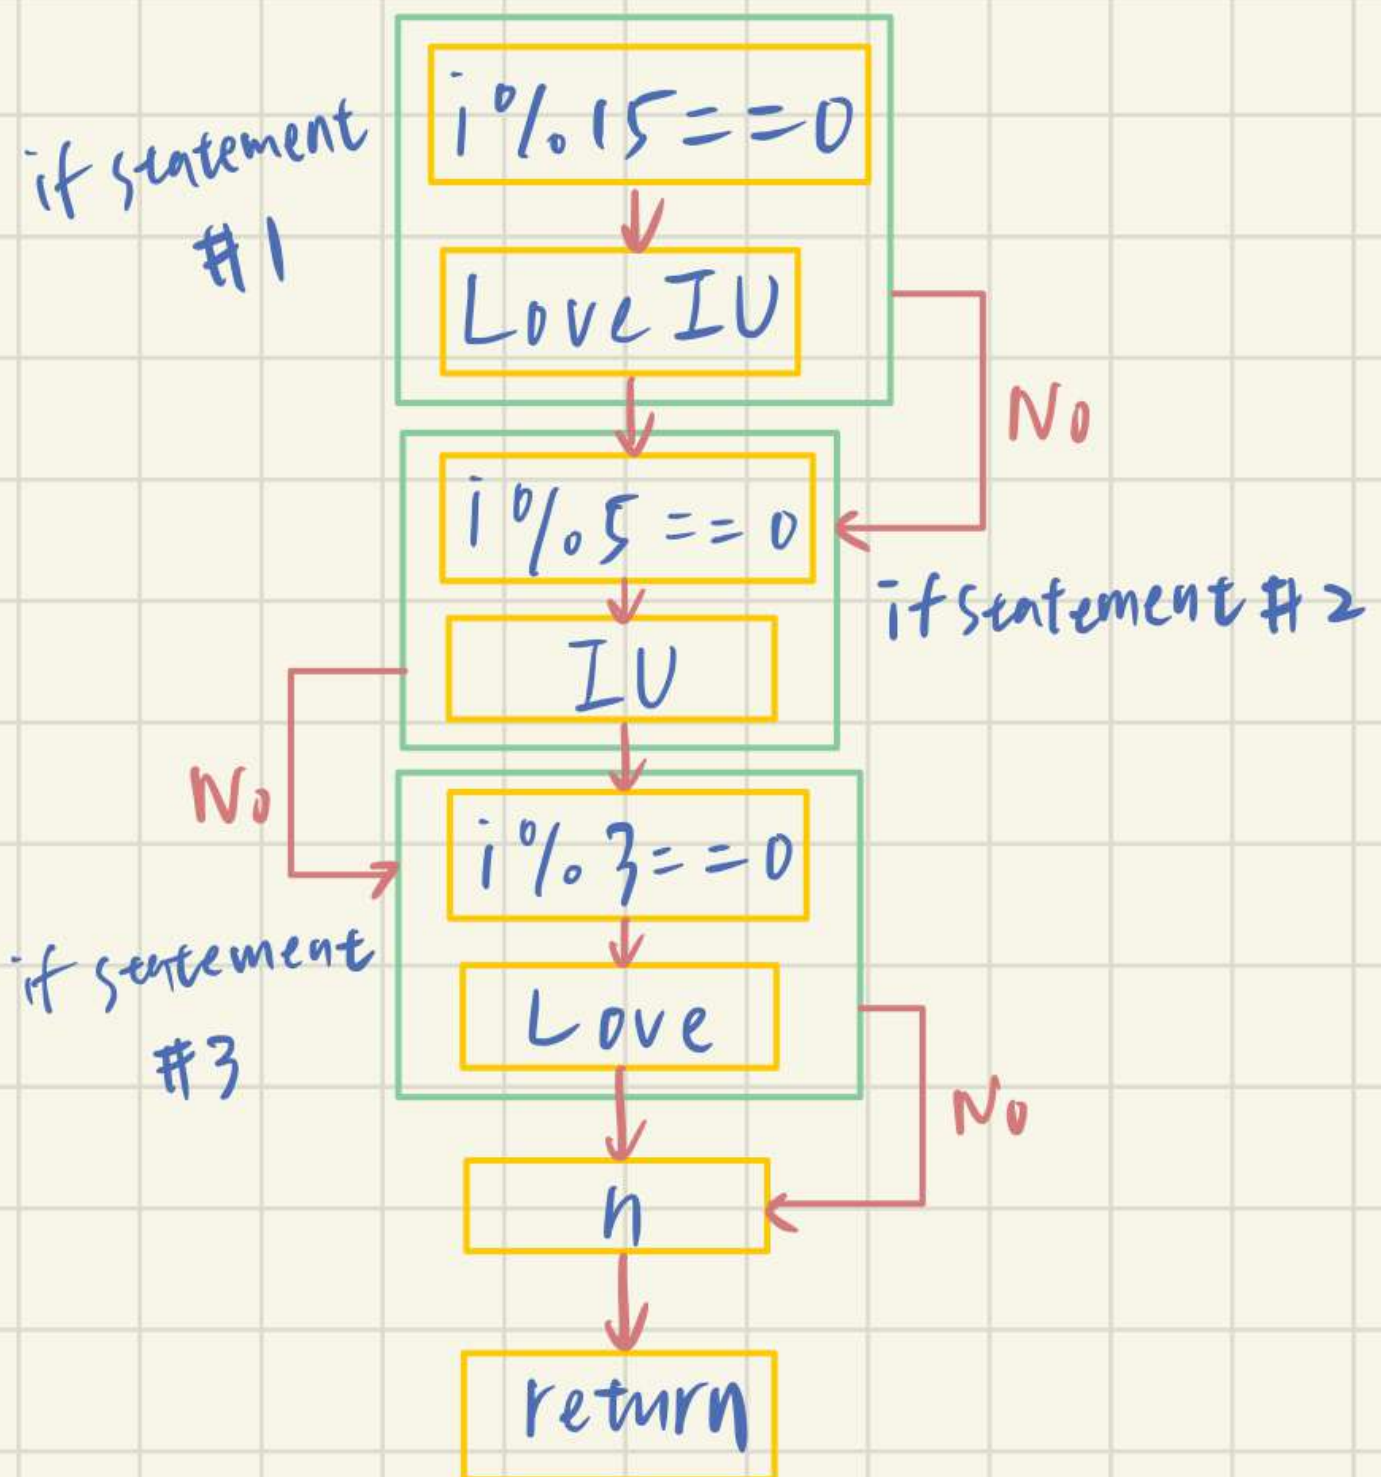 i%15==0
if statement
#1
Love IU
No
i%5==0
if statement #2
IU
No
i%3==0
if statement
#3
Love
No
n
return